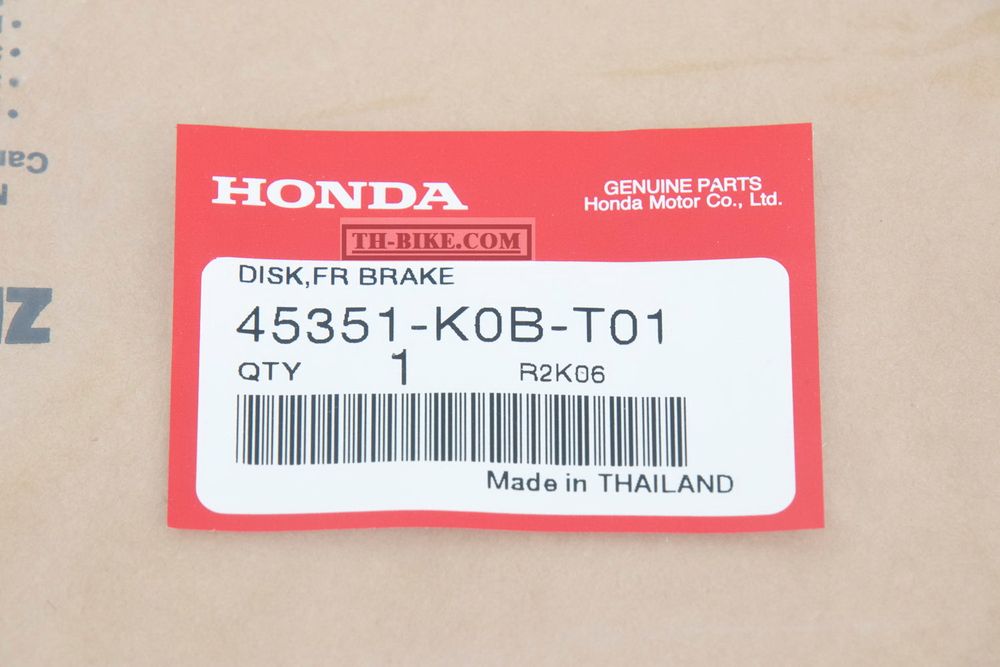 HONDA
GENUINE PARTS
Honda Motor Co., Ltd.
TH-BIKE.COM
DISK,FR BRAKE
45351-K0B-T01
QTY 1 R2K06
Made in THAILAND